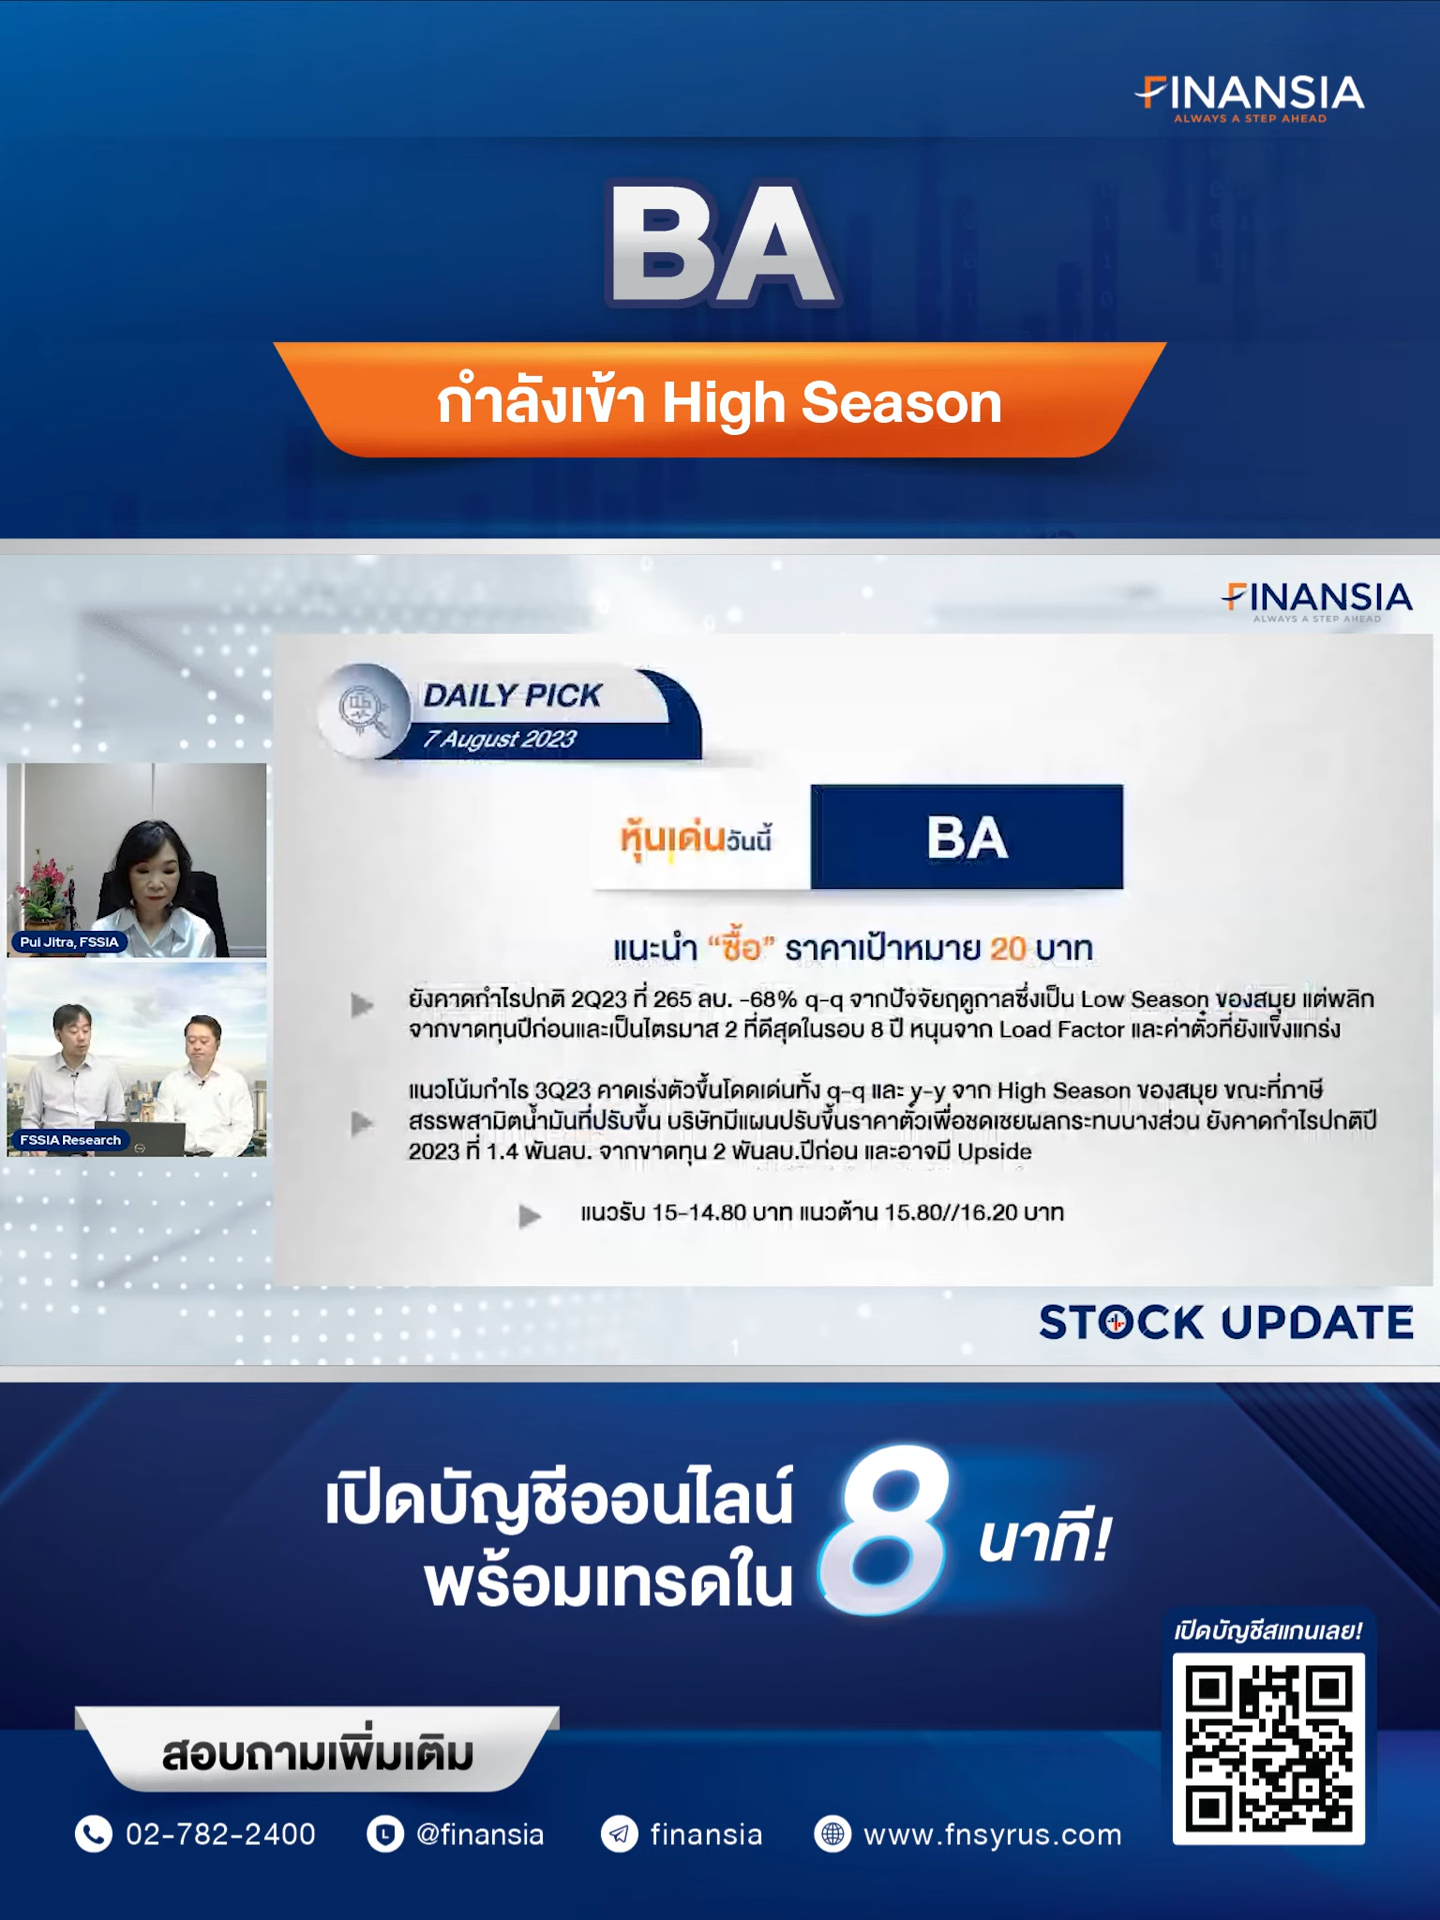 FINANSIA
ALWAYS A STEP AHEAD
BA
กำลังเข้า High Season
FINANSIA
ALWAYS A STEP AHEAD
DAILY PICK
7 August 2023
หุ้นเด่นวันนี้
BA
แนะนำ “ซื้อ” ราคาเป้าหมาย 20 บาท
ยังคาดกำไรปกติ 2Q23 ที่ 265 ลบ. -68% q-q จากปัจจัยฤดูกาลซึ่งเป็น Low Season ของสมุย แต่พลิก
จากขาดทุนปีก่อนและเป็นไตรมาส 2 ที่ดีสุดในรอบ 8 ปี หนุนจาก Load Factor และค่าตั๋วที่ยังแข็งแกร่ง
แนวโน้มกำไร 3Q23 คาดเร่งตัวขึ้นโดดเด่นทั้ง q-q และ y-y จาก High Season ของสมุย ขณะที่ภาษี
สรรพสามิตน้ำมันที่ปรับขึ้น บริษัทมีแผนปรับขึ้นราคาตั๋วเพื่อชดเชยผลกระทบบางส่วน ยังคาดกำไรปกติปี
2023 ที่ 1.4 พันลบ. จากขาดทุน 2 พันลบ.ปีก่อน และอาจมี Upside
แนวรับ 15-14.80 บาท แนวต้าน 15.80//16.20 บาท
Pui Jitra, FSSIA
FSSIA Research
STOCK UPDATE
1
เปิดบัญชีออนไลน์
พร้อมเทรดใน 8 นาที!
เปิดบัญชีสแกนเลย!
สอบถามเพิ่มเติม
02-782-2400 @finansia finansia www.fnsyrus.com